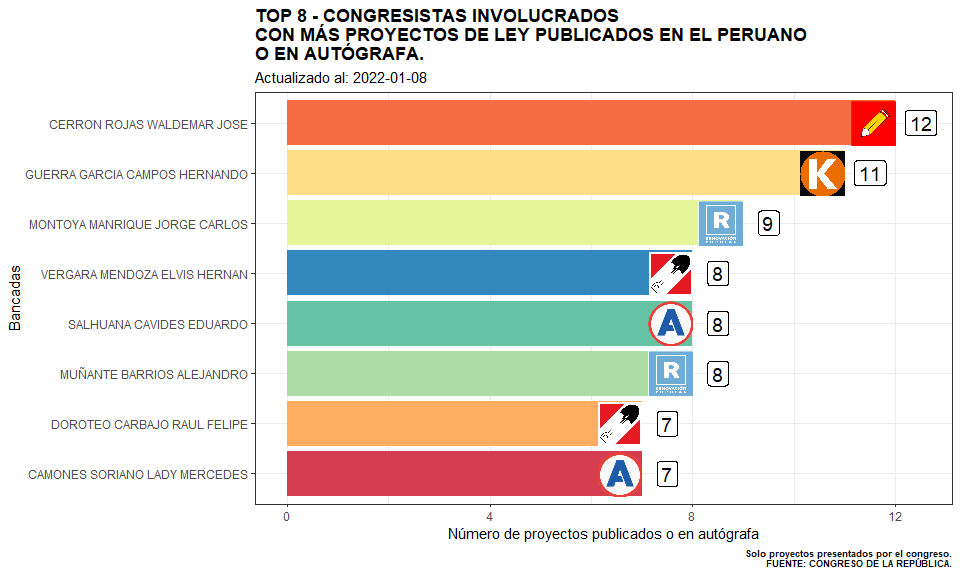 TOP 8 - CONGRESISTAS INVOLUCRADOS
CON MÁS PROYECTOS DE LEY PUBLICADOS EN EL PERUANO
O EN AUTÓGRAFA.
Actualizado al: 2022-01-08
Bancadas
CERRON ROJAS WALDEMAR JOSE
12
GUERRA GARCIA CAMPOS HERNANDO
K
11
MONTOYA MANRIQUE JORGE CARLOS
R
RENOVACIÓN
POPULAR
9
VERGARA MENDOZA ELVIS HERNAN
8
SALHUANA CAVIDES EDUARDO
A
8
MUÑANTE BARRIOS ALEJANDRO
R
RENOVACIÓN
POPULAR
8
DOROTEO CARBAJO RAUL FELIPE
7
CAMONES SORIANO LADY MERCEDES
A
7
0 4 8 12
Número de proyectos publicados o en autógrafa
Solo proyectos presentados por el congreso.
FUENTE: CONGRESO DE LA REPÚBLICA.